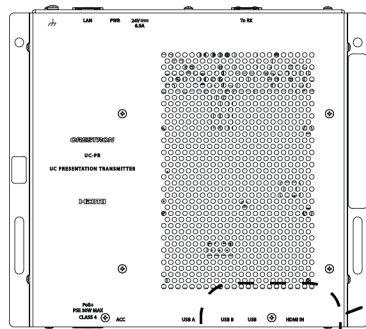 LAN PWR 24V⎓ 6.0A To RX
CRESTRON
UC-PR
UC PRESENTATION TRANSMITTER
HDMI
PoE+
PSE 30W MAX
CLASS 4
ACC USB A USB B USB HDMI IN